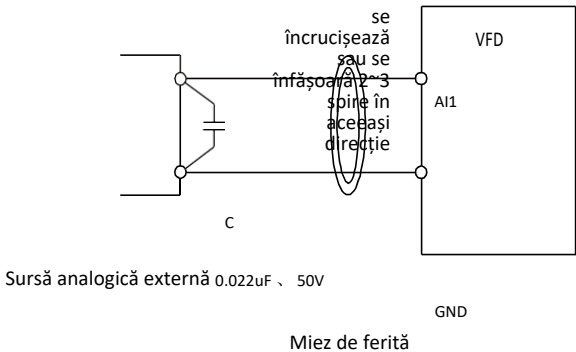 se
încrucișează
sau se
înfășoară 2~3
spire în
aceeași
direcție
VFD
AI1
C
Sursă analogică externă 0.022uF 、 50V
GND
Miez de ferită